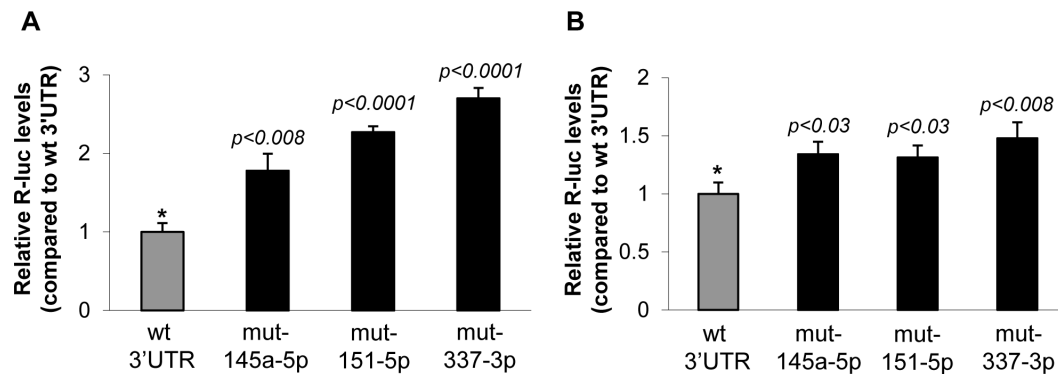 A
Relative R-luc levels
(compared to wt 3'UTR)
3
2
1
0
*
p<0.008
p<0.0001
p<0.0001
wt
3’UTR
mut-
145a-5p
mut-
151-5p
mut-
337-3p
B
Relative R-luc levels
(compared to wt 3'UTR)
2
1.5
1
0.5
0
*
p<0.03
p<0.03
p<0.008
wt
3’UTR
mut-
145a-5p
mut-
151-5p
mut-
337-3p